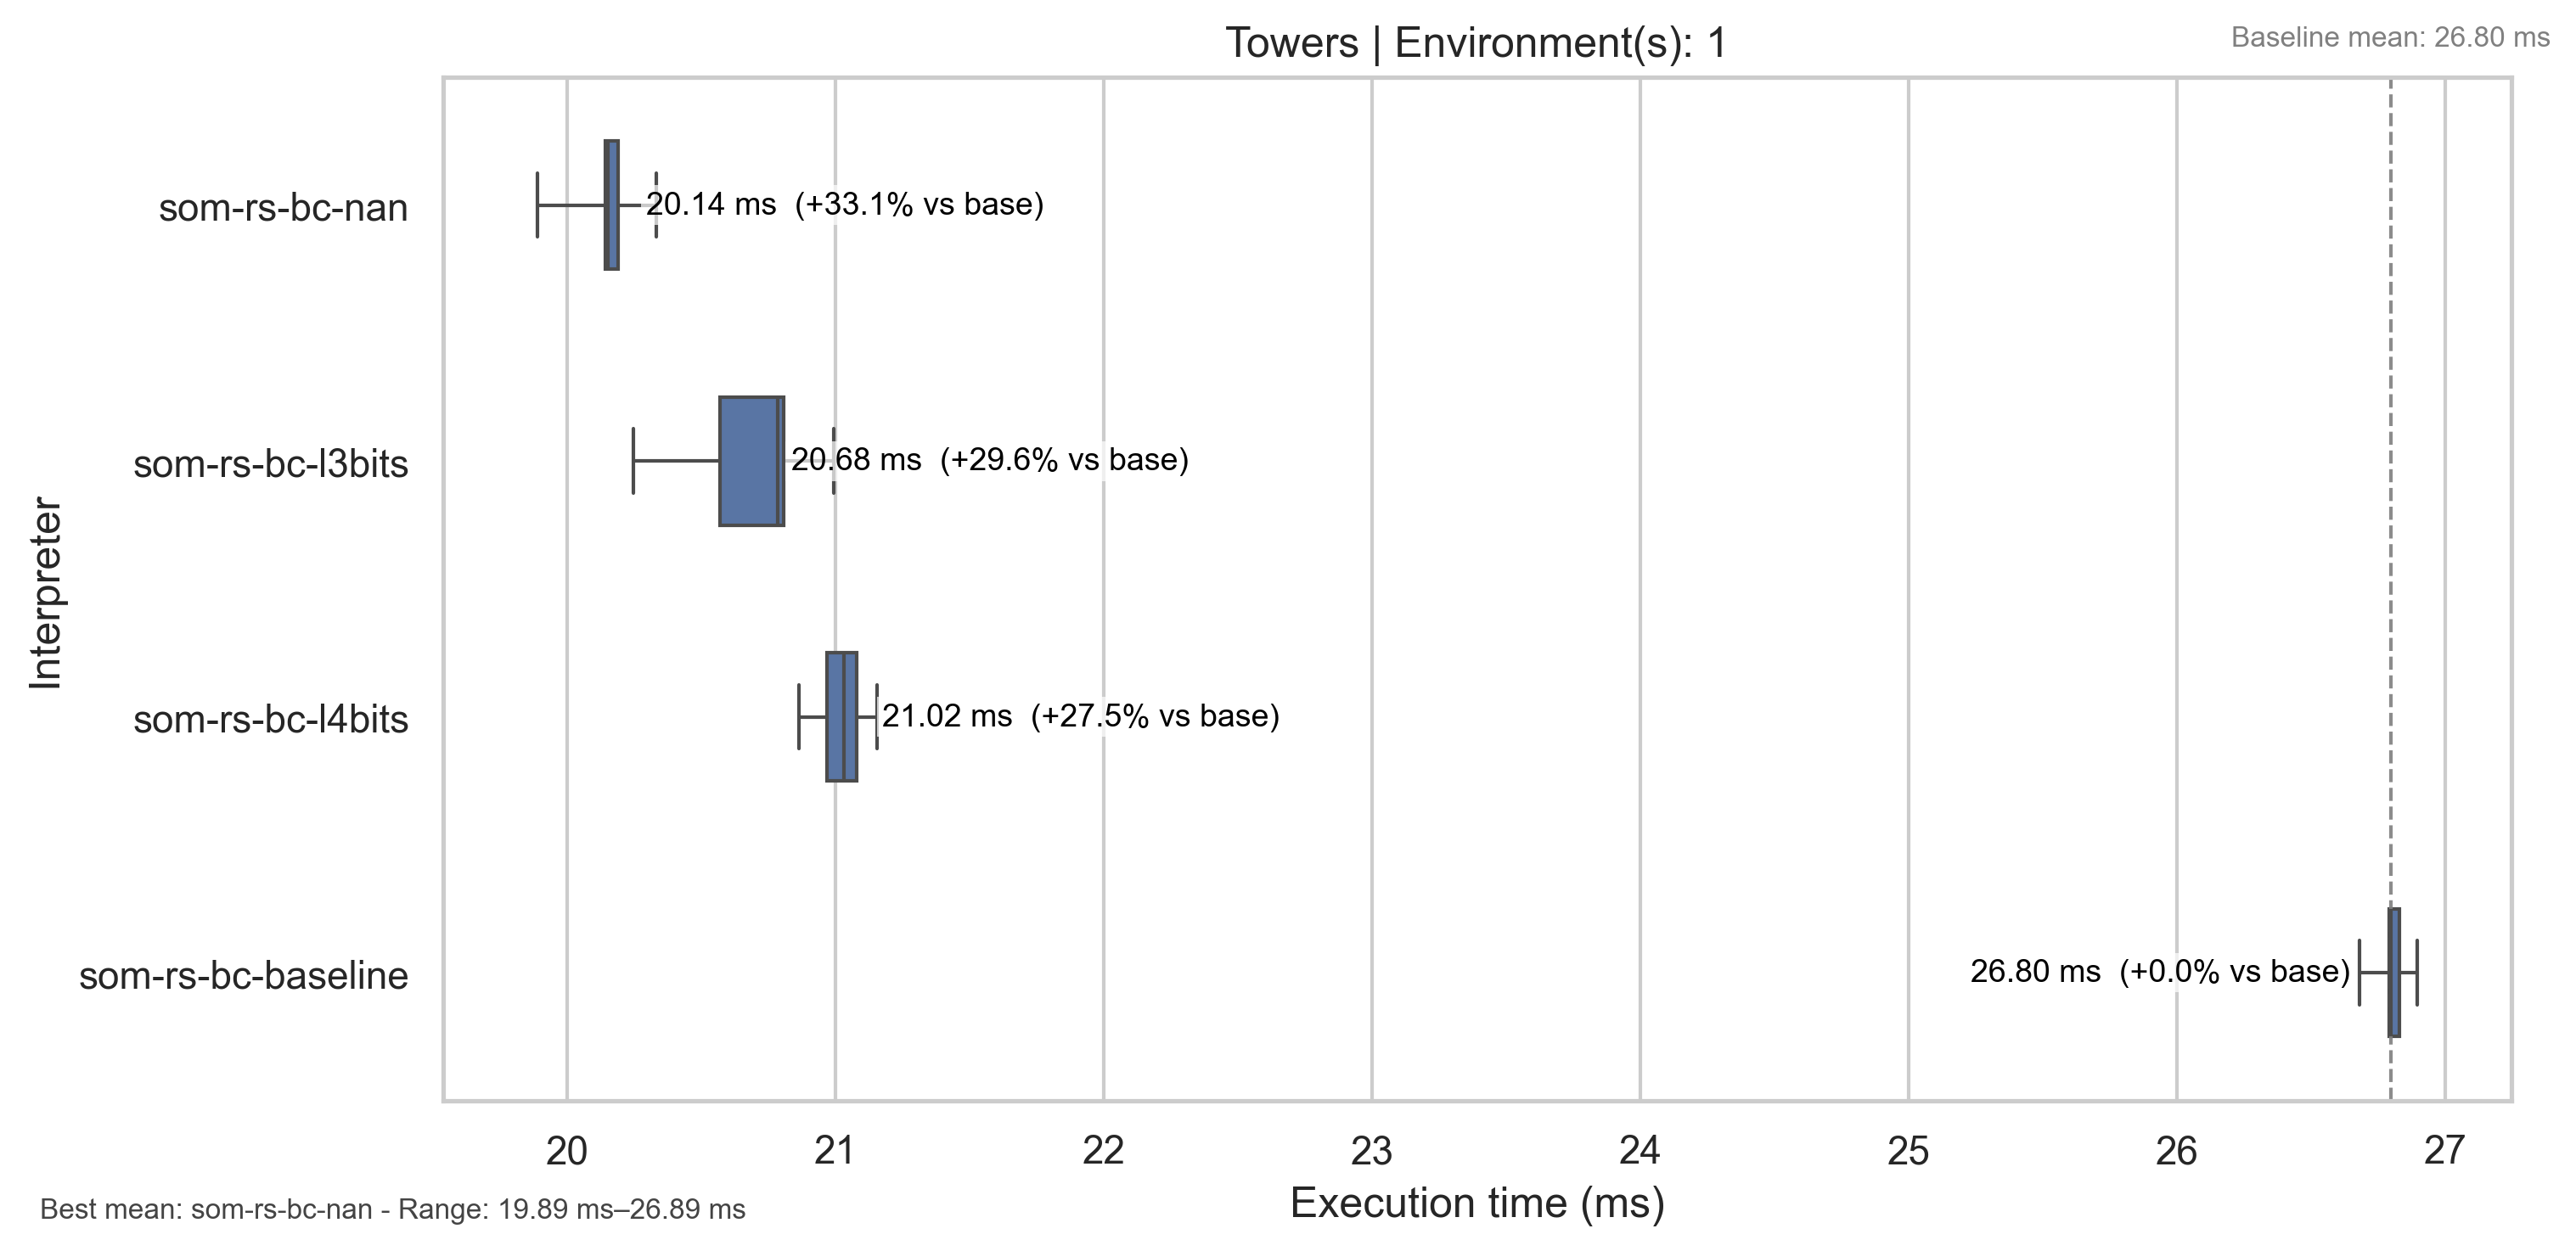 Towers | Environment(s): 1
Baseline mean: 26.80 ms
som-rs-bc-nan
20.14 ms (+33.1% vs base)
som-rs-bc-l3bits
20.68 ms (+29.6% vs base)
som-rs-bc-l4bits
21.02 ms (+27.5% vs base)
som-rs-bc-baseline
26.80 ms (+0.0% vs base)
Interpreter
20 21 22 23 24 25 26 27
Execution time (ms)
Best mean: som-rs-bc-nan - Range: 19.89 ms–26.89 ms